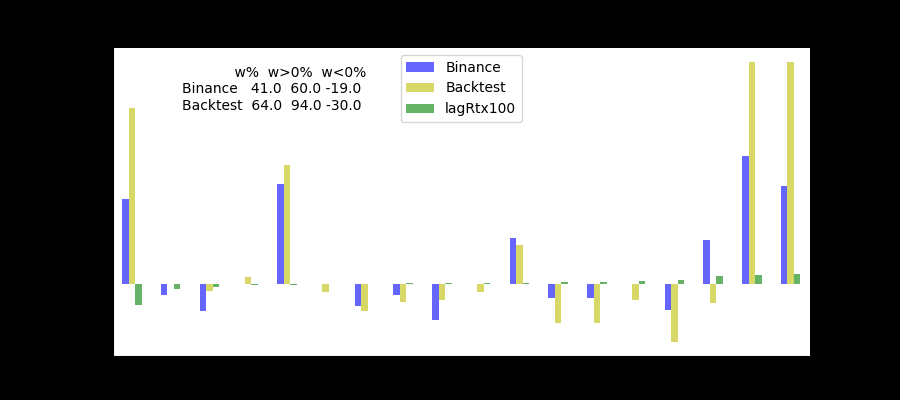 w%  w>0%  w<0%
Binance   41.0  60.0 -19.0
Backtest  64.0  94.0 -30.0
Binance
Backtest
lagRtx100